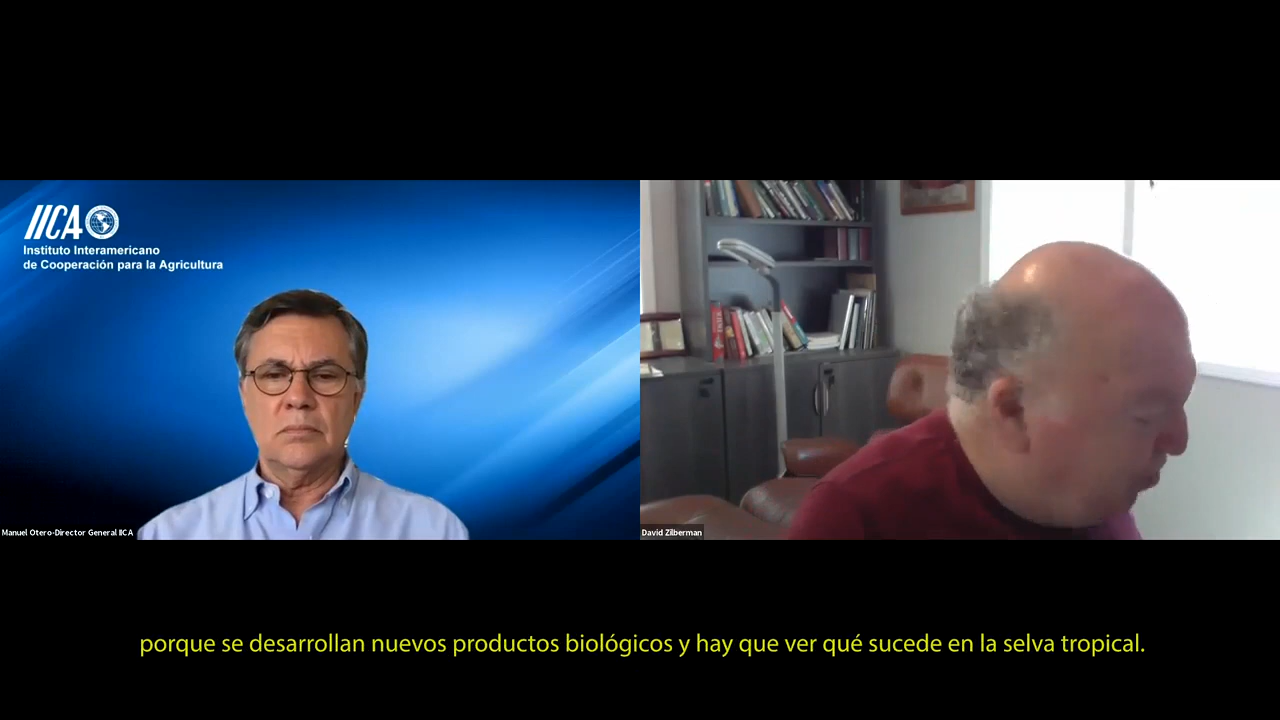 IICA
Instituto Interamericano
de Cooperación para la Agricultura
Manuel Otero-Director General IICA
David Zilberman
porque se desarrollan nuevos productos biológicos y hay que ver qué sucede en la selva tropical.